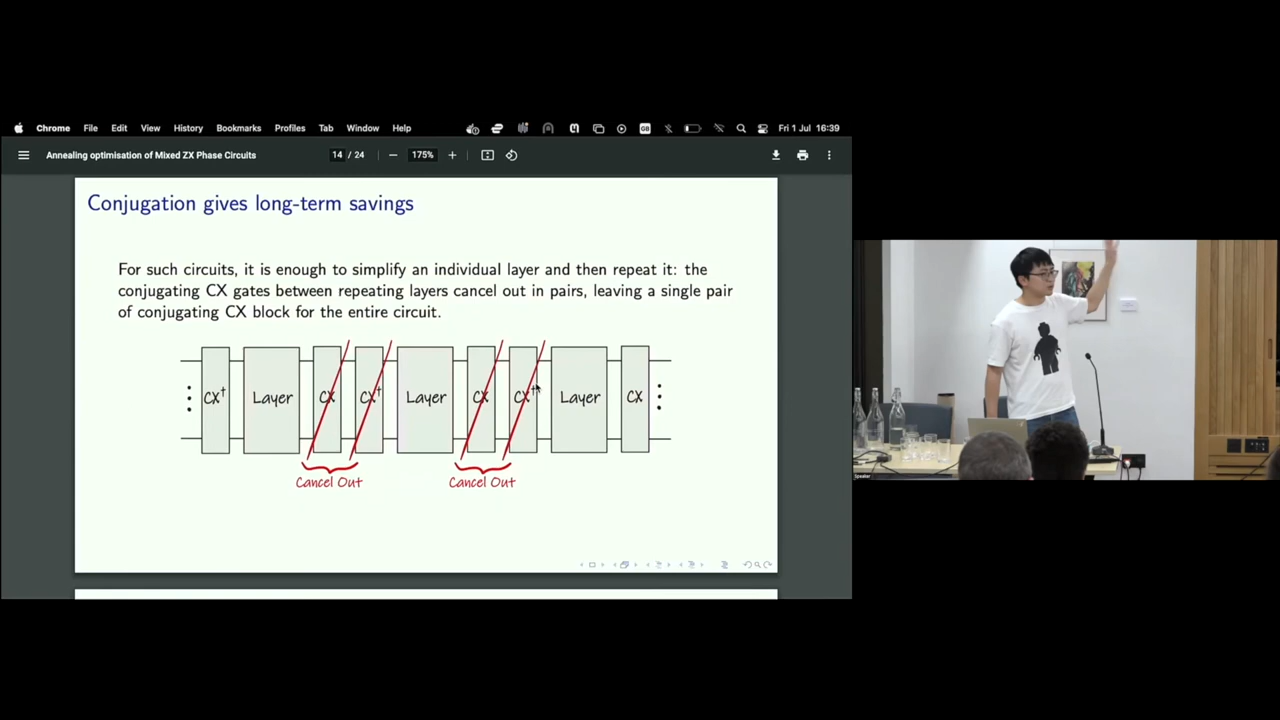 Chrome File Edit View History Bookmarks Profiles Tab Window Help GB Fri 1 Jul 16:39
Annealing optimisation of Mixed ZX Phase Circuits 14 / 24 − 175% +
Conjugation gives long-term savings
For such circuits, it is enough to simplify an individual layer and then repeat it: the
conjugating CX gates between repeating layers cancel out in pairs, leaving a single pair
of conjugating CX block for the entire circuit.
CX† Layer CX CX† Layer CX CX† Layer CX
Cancel Out Cancel Out
Speaker